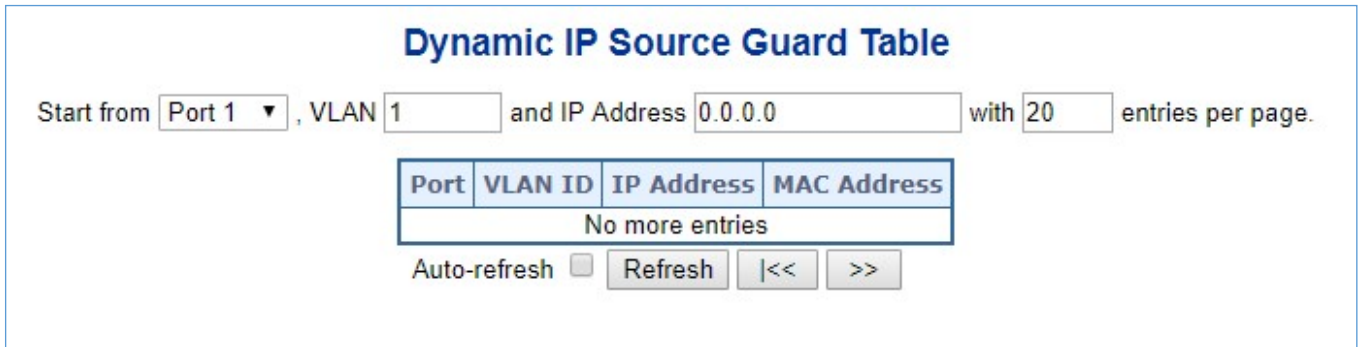 Dynamic IP Source Guard Table
Start from Port 1 ▼ , VLAN 1 and IP Address 0.0.0.0 with 20 entries per page.
Port VLAN ID IP Address MAC Address
No more entries
Auto-refresh Refresh |<< >>